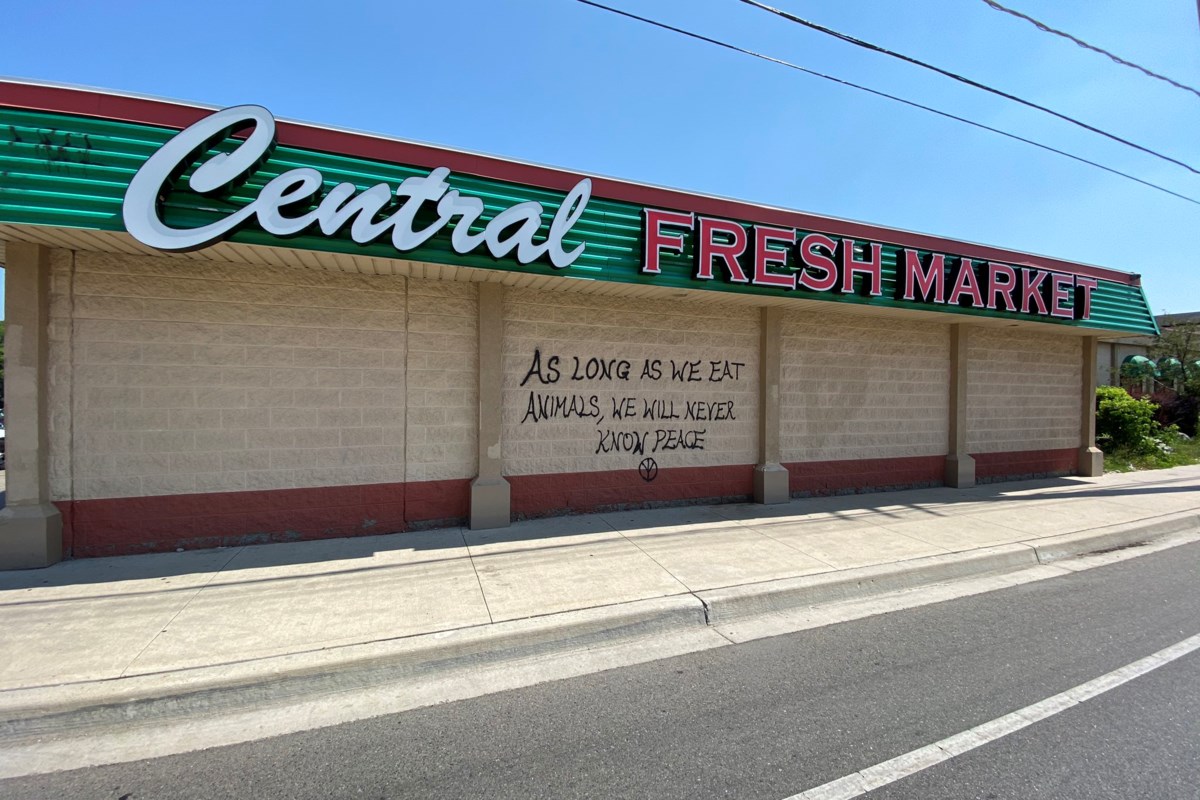 Central FRESH MARKET
AS LONG AS WE EAT
ANIMALS, WE WILL NEVER
KNOW PEACE